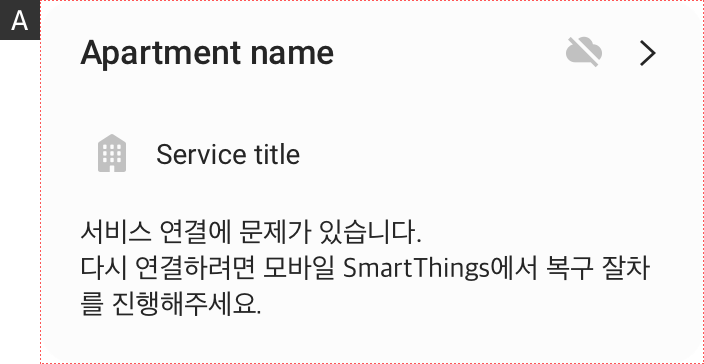 A
Apartment name
Service title
서비스 연결에 문제가 있습니다.
다시 연결하려면 모바일 SmartThings에서 복구 잘차
를 진행해주세요.